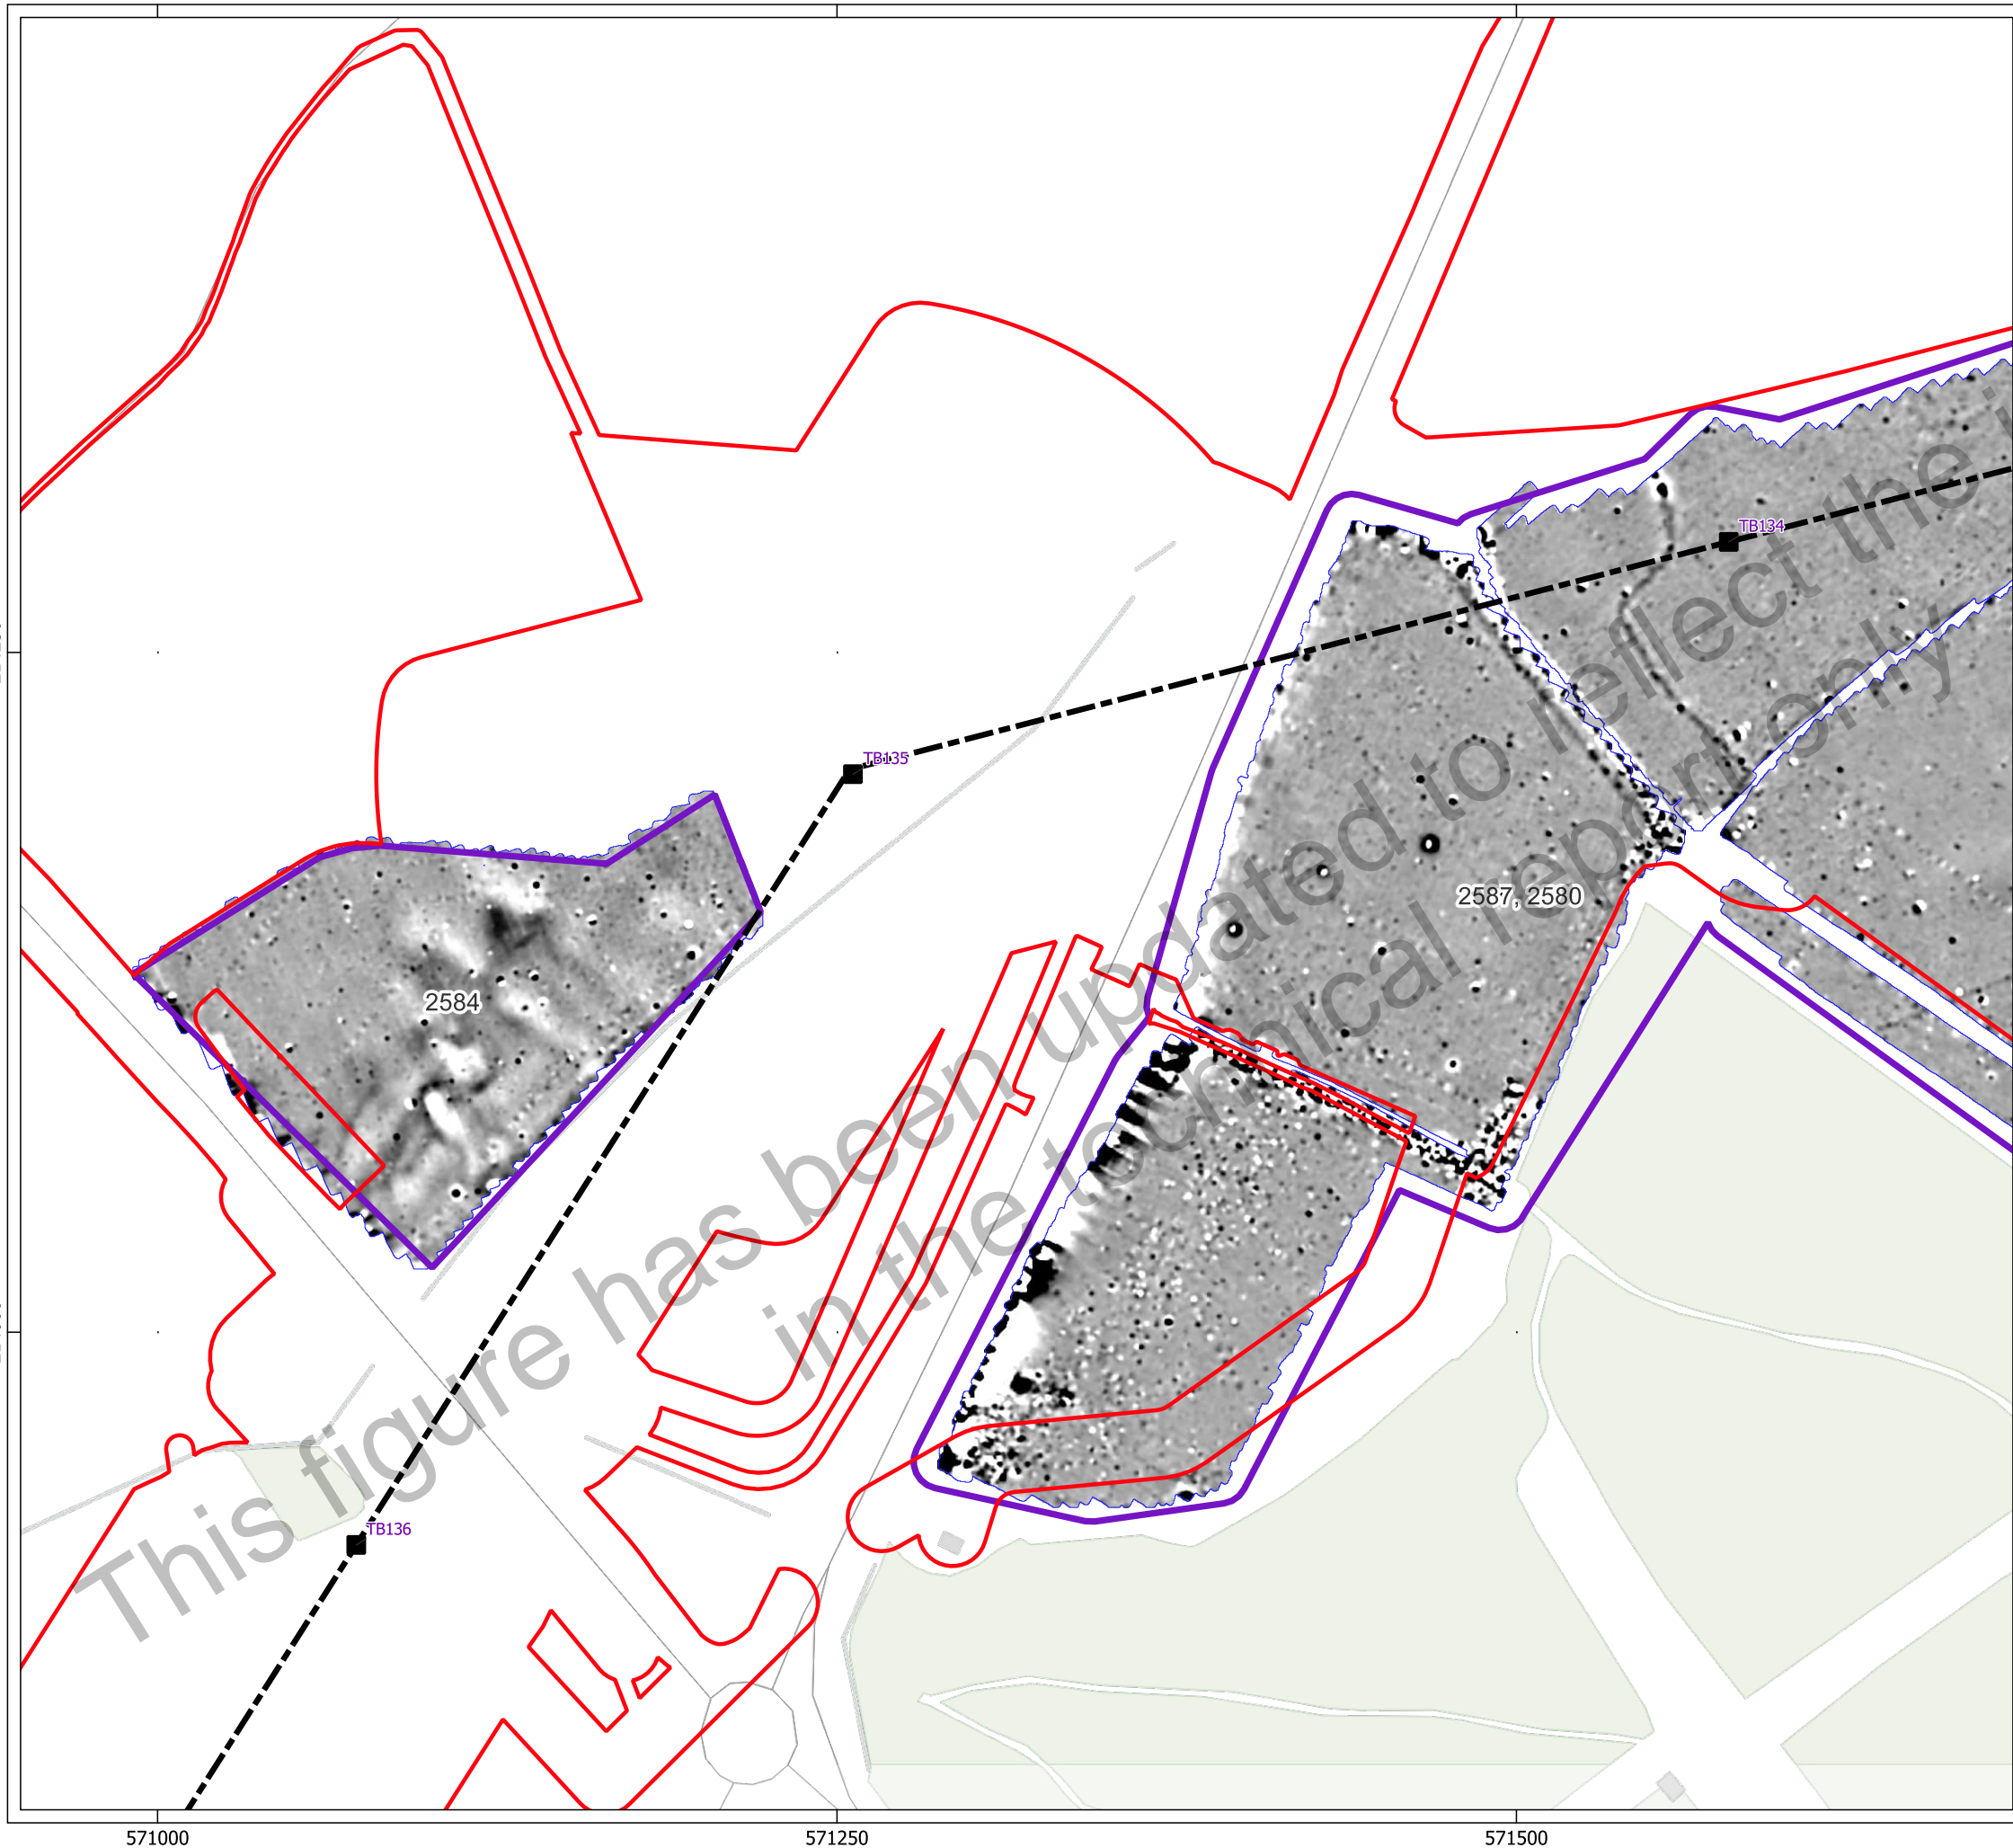 TB134
TB135
2587, 2580
2584
TB136
This figure has been updated to reflect the
in the technical report only
571000
571250
571500